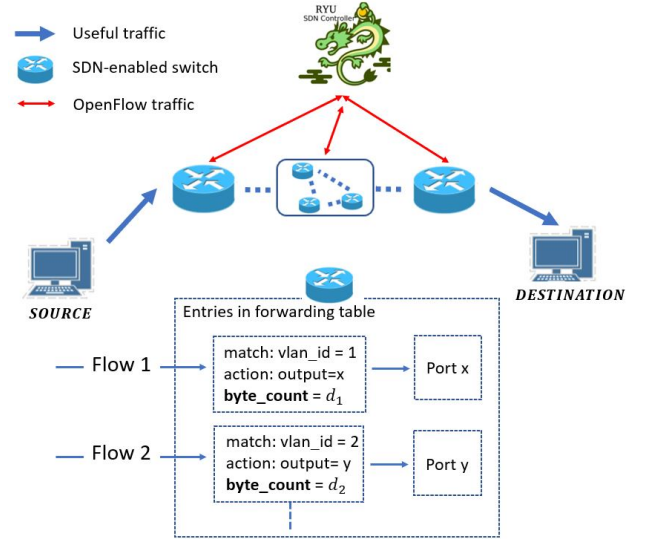 RYU
SDN Controller
Useful traffic
SDN-enabled switch
OpenFlow traffic
SOURCE
DESTINATION
Entries in forwarding table
Flow 1
match: vlan_id = 1
action: output=x
byte_count = d₁
Port x
Flow 2
match: vlan_id = 2
action: output= y
byte_count = d₂
Port y